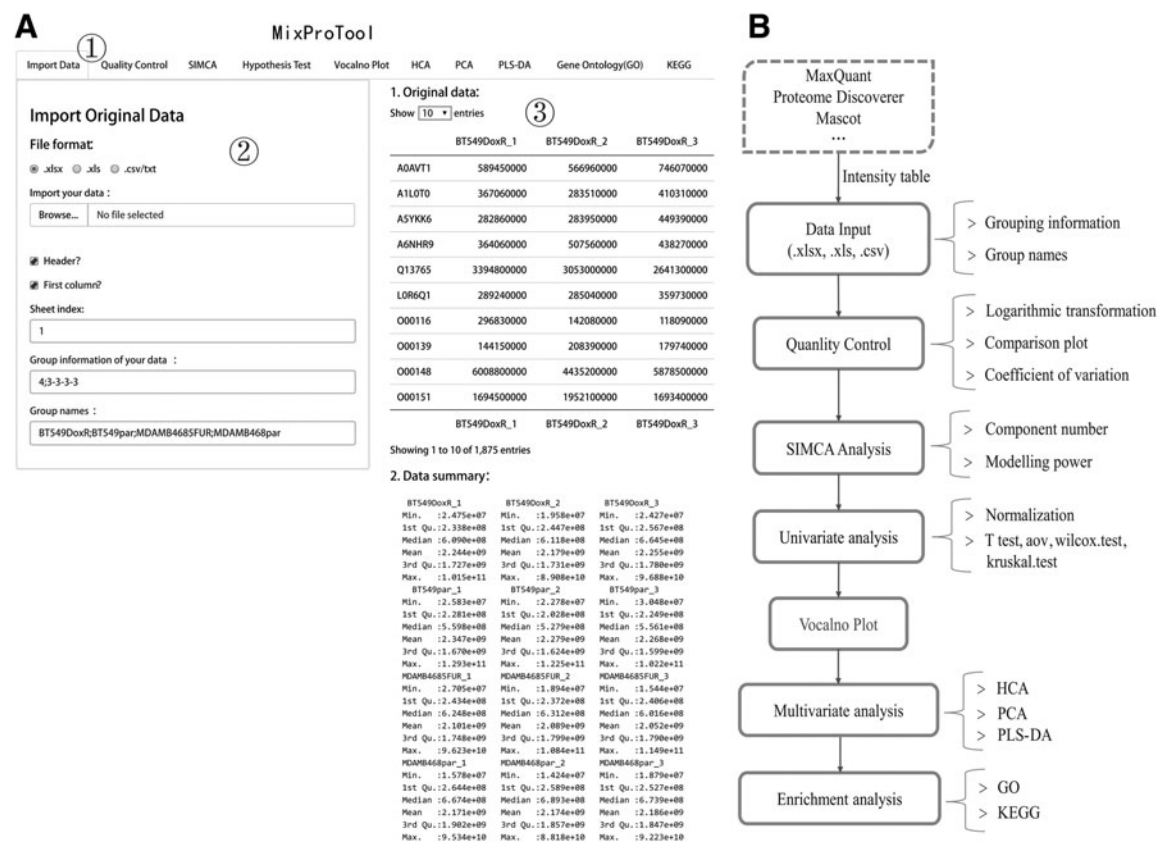 A
MixProTool
①
Import Data Quality Control SIMCA Hypothesis Test Vocalno Plot HCA PCA PLS-DA Gene Ontology(GO) KEGG
Import Original Data
File format:
.xlsx .xls .csv/txt
②
Import your data :
Browse... No file selected
Header?
First column?
Sheet index:
1
Group information of your data :
4;3-3-3-3
Group names :
BT549DoxR;BT549par;MDAMB4685FUR;MDAMB468par
1. Original data:
Show 10 entries
③
BT549DoxR_1 BT549DoxR_2 BT549DoxR_3
A0AVT1 589450000 566960000 746070000
A1L0T0 367060000 283510000 410310000
A5YKK6 282860000 283950000 449390000
A6NHR9 364060000 507560000 438270000
Q13765 3394800000 3053000000 2641300000
L0R6Q1 289240000 285040000 359730000
O00116 296830000 142080000 118090000
O00139 144150000 208390000 179740000
O00148 6008800000 4435200000 5878500000
O00151 1694500000 1952100000 1693400000
BT549DoxR_1 BT549DoxR_2 BT549DoxR_3
Showing 1 to 10 of 1,875 entries
2. Data summary:
BT549DoxR_1 BT549DoxR_2 BT549DoxR_3
Min. :2.475e+07 Min. :1.958e+07 Min. :2.427e+07
1st Qu.:2.338e+08 1st Qu.:2.447e+08 1st Qu.:2.567e+08
Median :6.090e+08 Median :6.118e+08 Median :6.645e+08
Mean :2.244e+09 Mean :2.179e+09 Mean :2.255e+09
3rd Qu.:1.727e+09 3rd Qu.:1.731e+09 3rd Qu.:1.780e+09
Max. :1.015e+11 Max. :8.908e+10 Max. :9.688e+10
BT549par_1 BT549par_2 BT549par_3
Min. :2.583e+07 Min. :2.278e+07 Min. :3.048e+07
1st Qu.:2.281e+08 1st Qu.:2.028e+08 1st Qu.:2.249e+08
Median :5.598e+08 Median :5.279e+08 Median :5.561e+08
Mean :2.347e+09 Mean :2.279e+09 Mean :2.268e+09
3rd Qu.:1.670e+09 3rd Qu.:1.624e+09 3rd Qu.:1.599e+09
Max. :1.293e+11 Max. :1.225e+11 Max. :1.022e+11
MDAMB4685FUR_1 MDAMB4685FUR_2 MDAMB4685FUR_3
Min. :2.705e+07 Min. :1.894e+07 Min. :1.544e+07
1st Qu.:2.434e+08 1st Qu.:2.372e+08 1st Qu.:2.406e+08
Median :6.248e+08 Median :6.312e+08 Median :6.016e+08
Mean :2.101e+09 Mean :2.089e+09 Mean :2.052e+09
3rd Qu.:1.748e+09 3rd Qu.:1.799e+09 3rd Qu.:1.790e+09
Max. :9.623e+10 Max. :1.084e+11 Max. :1.149e+11
MDAMB468par_1 MDAMB468par_2 MDAMB468par_3
Min. :1.578e+07 Min. :1.424e+07 Min. :1.879e+07
1st Qu.:2.644e+08 1st Qu.:2.589e+08 1st Qu.:2.527e+08
Median :6.674e+08 Median :6.893e+08 Median :6.739e+08
Mean :2.171e+09 Mean :2.174e+09 Mean :2.186e+09
3rd Qu.:1.902e+09 3rd Qu.:1.857e+09 3rd Qu.:1.847e+09
Max. :9.534e+10 Max. :8.818e+10 Max. :9.223e+10
B
MaxQuant
Proteome Discoverer
Mascot
...
Intensity table
Data Input
(.xlsx, .xls, .csv)
> Grouping information
> Group names
Quanlity Control
> Logarithmic transformation
> Comparison plot
> Coefficient of variation
SIMCA Analysis
> Component number
> Modelling power
Univariate analysis
> Normalization
> T test, aov, wilcox.test,
kruskal.test
Vocalno Plot
Multivariate analysis
> HCA
> PCA
> PLS-DA
Enrichment analysis
> GO
> KEGG